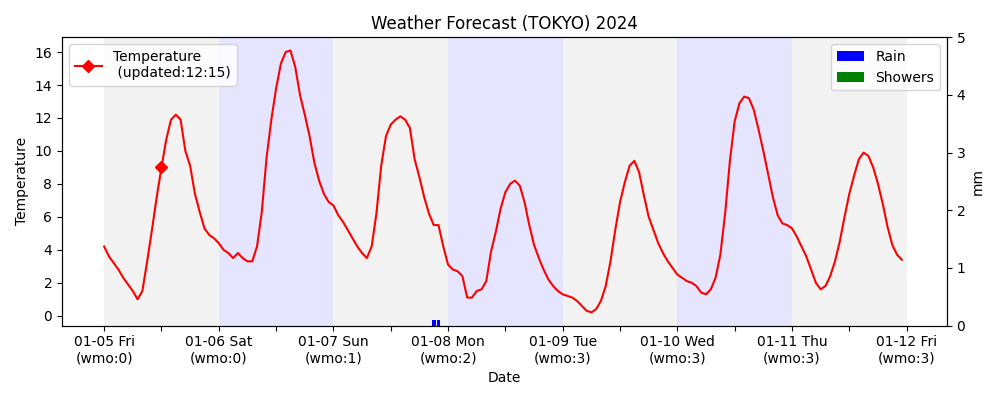 Weather Forecast (TOKYO) 2024
Temperature
(updated:12:15)
Rain
Showers
16
14
12
10
8
6
4
2
0
Temperature
5
4
3
2
1
0
mm
01-05 Fri
(wmo:0)
01-06 Sat
(wmo:0)
01-07 Sun
(wmo:1)
01-08 Mon
(wmo:2)
01-09 Tue
(wmo:3)
01-10 Wed
(wmo:3)
01-11 Thu
(wmo:3)
01-12 Fri
(wmo:3)
Date